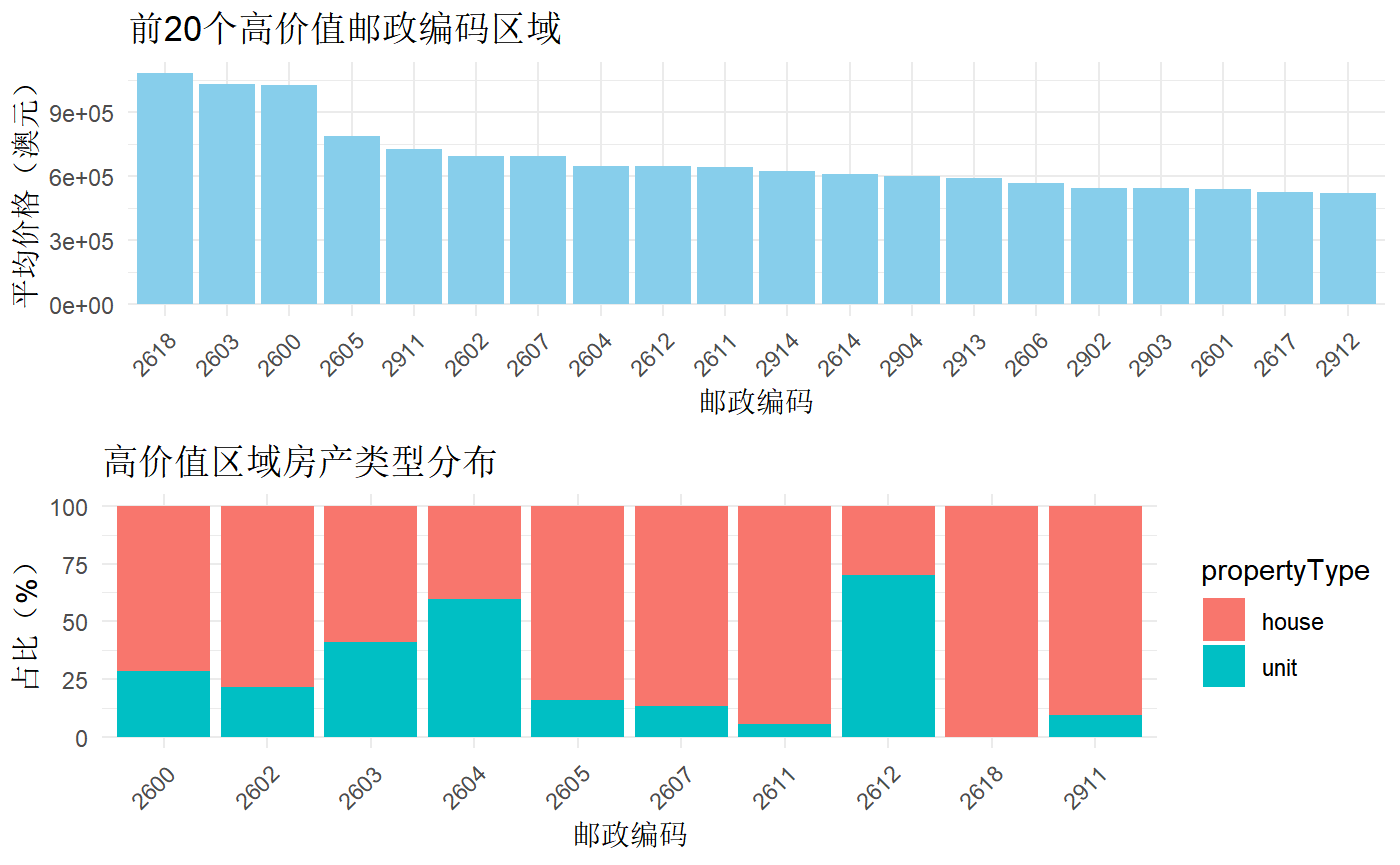 前20个高价值邮政编码区域
平均价格（澳元）
9e+05
6e+05
3e+05
0e+00
2618 2603 2600 2605 2911 2602 2607 2604 2612 2611 2914 2614 2904 2913 2606 2902 2903 2601 2617 2912
邮政编码
高价值区域房产类型分布
占比（%）
100
75
50
25
0
2600 2602 2603 2604 2605 2607 2611 2612 2618 2911
邮政编码
propertyType
house
unit